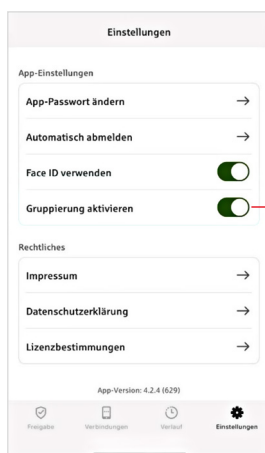 Einstellungen
App-Einstellungen
App-Passwort ändern
Automatisch abmelden
Face ID verwenden
Gruppierung aktivieren
Rechtliches
Impressum
Datenschutzerklärung
Lizenzbestimmungen
App-Version: 4.2.4 (629)
Freigabe Verbindungen Verlauf Einstellungen